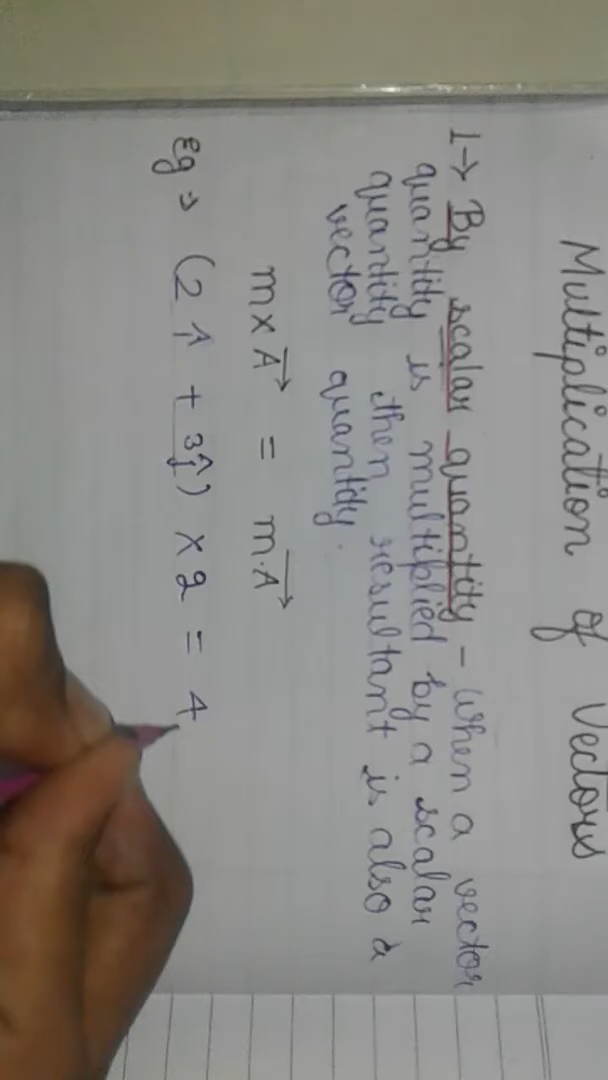 Multiplication of Vectors
1→ By scalar quantity - When a vector
quantity is multiplied by a scalar
quantity then resultant is also a
vector quantity.
m×A⃗ = m·A⃗
eg → (2 î + 3ĵ) × 2 = 4